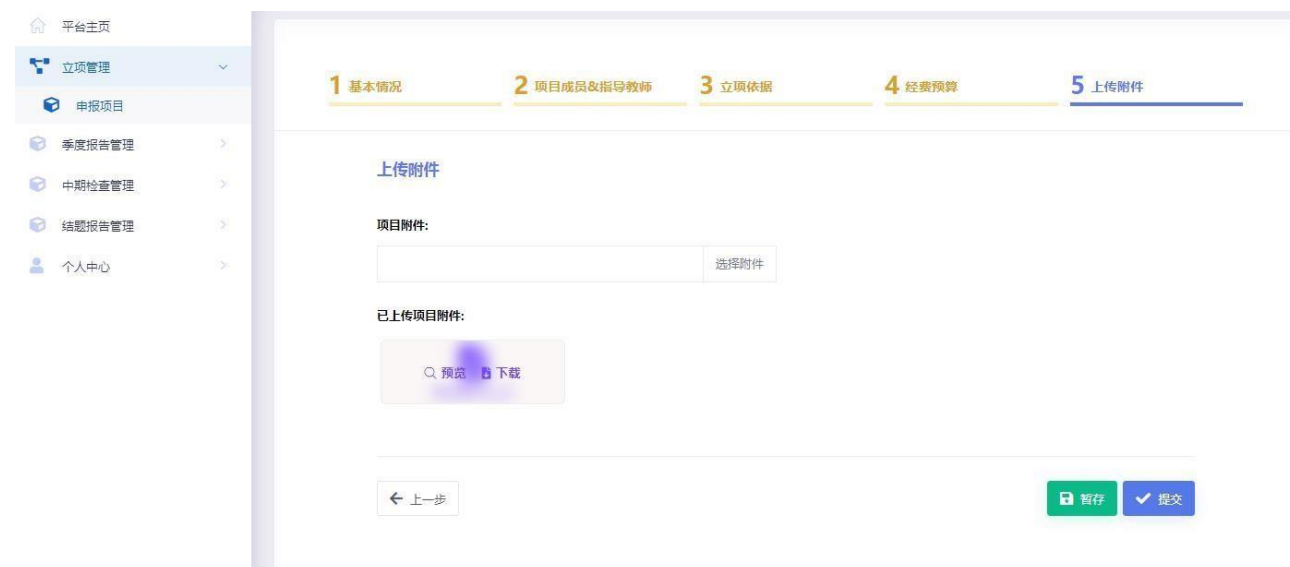 平台主页
立项管理
申报项目
季度报告管理
中期检查管理
结题报告管理
个人中心
1 基本情况
2 项目成员&指导教师
3 立项依据
4 经费预算
5 上传附件
上传附件
项目附件:
选择附件
已上传项目附件:
预览 下载
上一步
暂存
提交